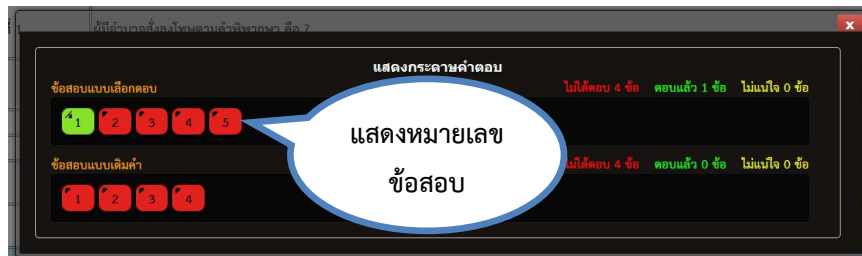 ที่ 1 ผู้มีอำนาจสั่งลงโทษตามคำพิพากษา คือ ?
x
แสดงกระดาษคำตอบ
ข้อสอบแบบเลือกตอบ ไม่ได้ตอบ 4 ข้อ ตอบแล้ว 1 ข้อ ไม่แน่ใจ 0 ข้อ
1 2 3 4 5
แสดงหมายเลข
ข้อสอบ
ข้อสอบแบบเติมคำ ไม่ได้ตอบ 4 ข้อ ตอบแล้ว 0 ข้อ ไม่แน่ใจ 0 ข้อ
1 2 3 4